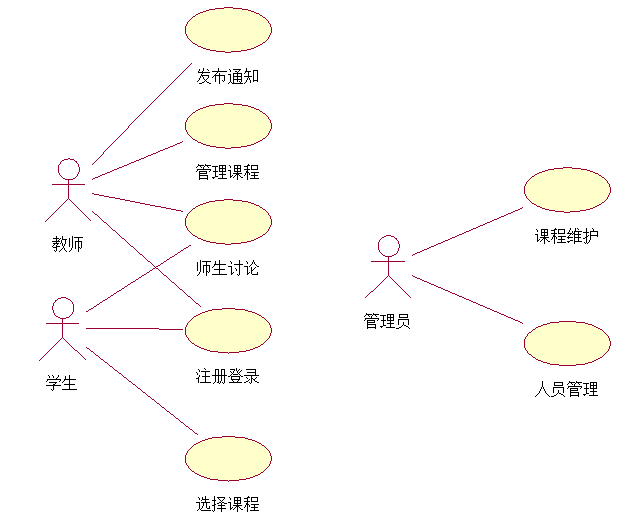 发布通知
管理课程
教师
师生讨论
学生
注册登录
选择课程
课程维护
管理员
人员管理